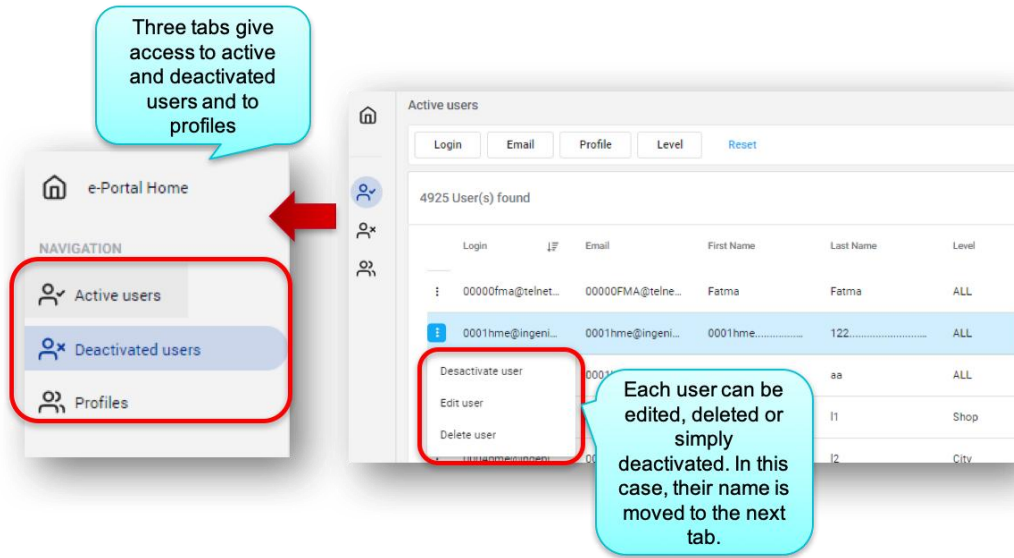 Three tabs give
access to active
and deactivated
users and to
profiles
e-Portal Home
NAVIGATION
Active users
Deactivated users
Profiles
Active users
Login Email Profile Level Reset
4925 User(s) found
Login Email First Name Last Name Level
00000fma@telnet... 00000FMA@telne... Fatma Fatma ALL
0001hme@ingeni... 0001hme@ingeni... 0001hme............... 122........................... ALL
Desactivate user
aa ALL
Edit user
l1 Shop
Delete user
l2 City
Each user can be
edited, deleted or
simply
deactivated. In this
case, their name is
moved to the next
tab.